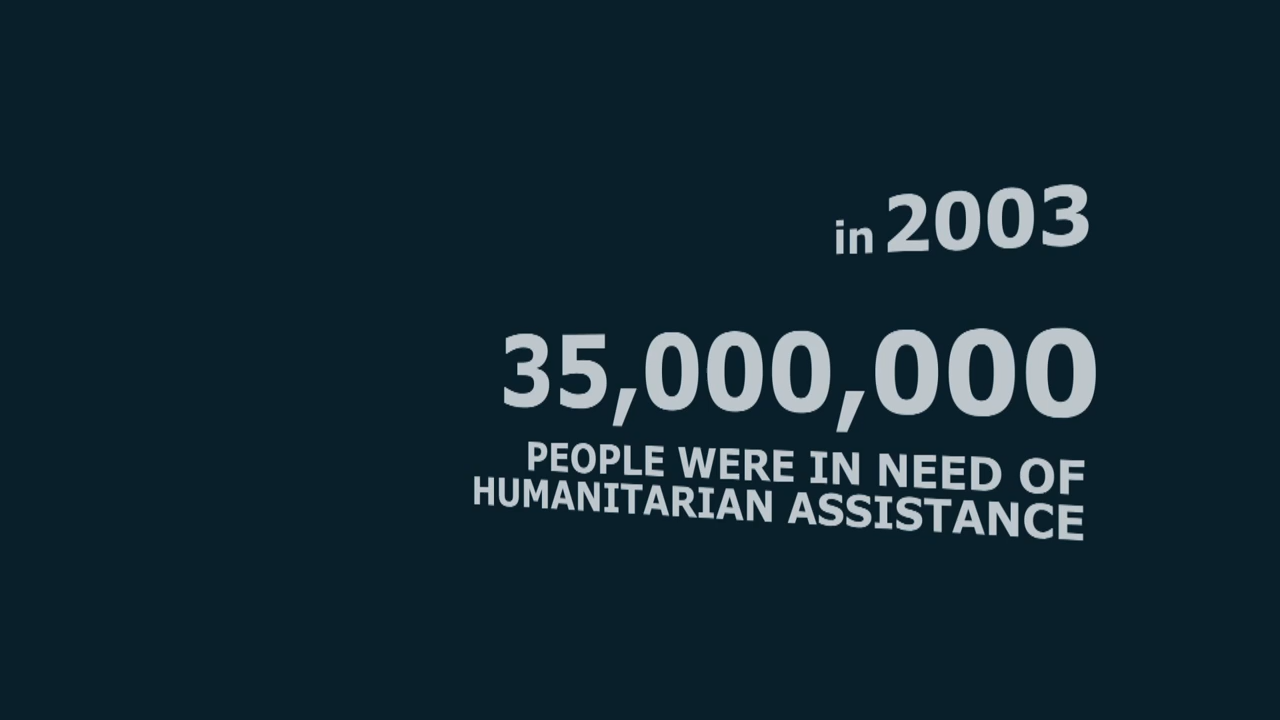 in 2003
35,000,000
PEOPLE WERE IN NEED OF
HUMANITARIAN ASSISTANCE